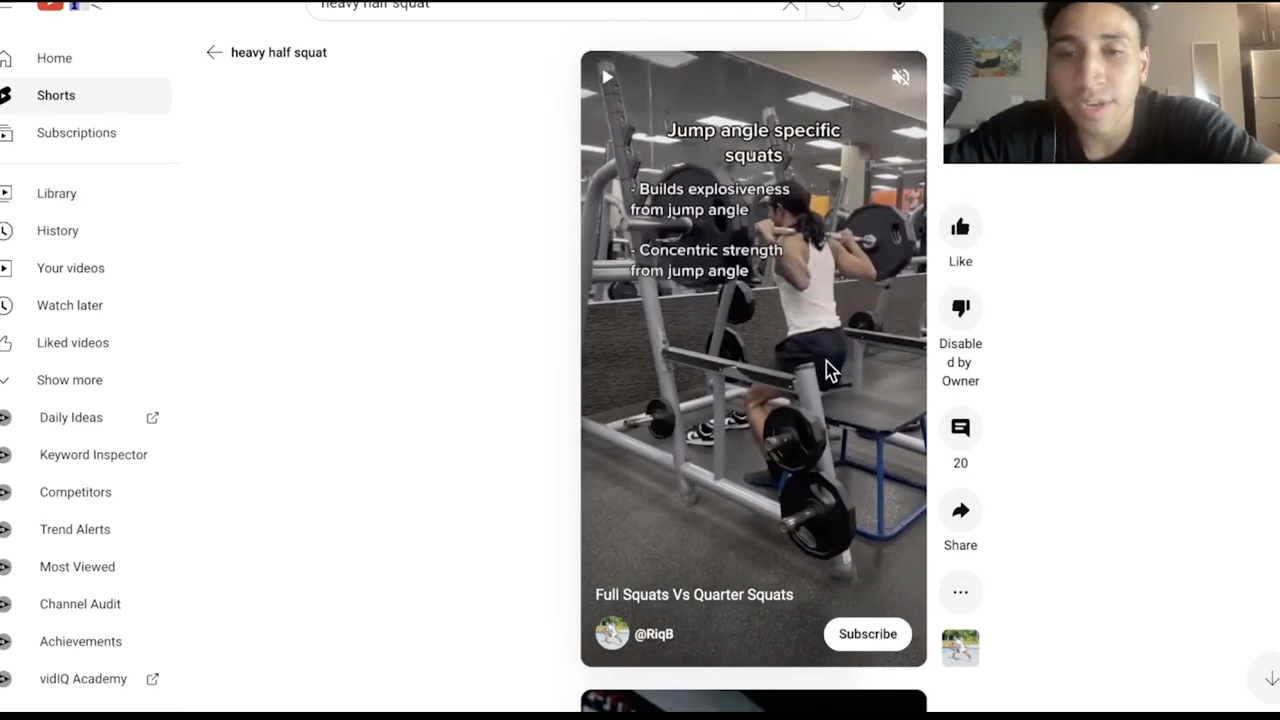 heavy half squat
heavy half squat
Home
Shorts
Subscriptions
Library
History
Your videos
Watch later
Liked videos
Show more
Daily Ideas
Keyword Inspector
Competitors
Trend Alerts
Most Viewed
Channel Audit
Achievements
vidIQ Academy
Jump angle specific
squats
- Builds explosiveness
from jump angle
- Concentric strength
from jump angle
Full Squats Vs Quarter Squats
@RiqB
Subscribe
Like
Disable
d by
Owner
20
Share